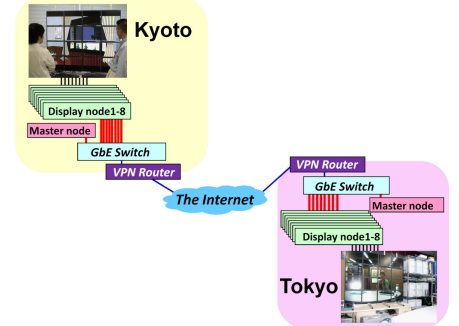 Kyoto
Display node1-8
Master node
GbE Switch
VPN Router
The Internet
VPN Router
GbE Switch
Master node
Display node1-8
Tokyo